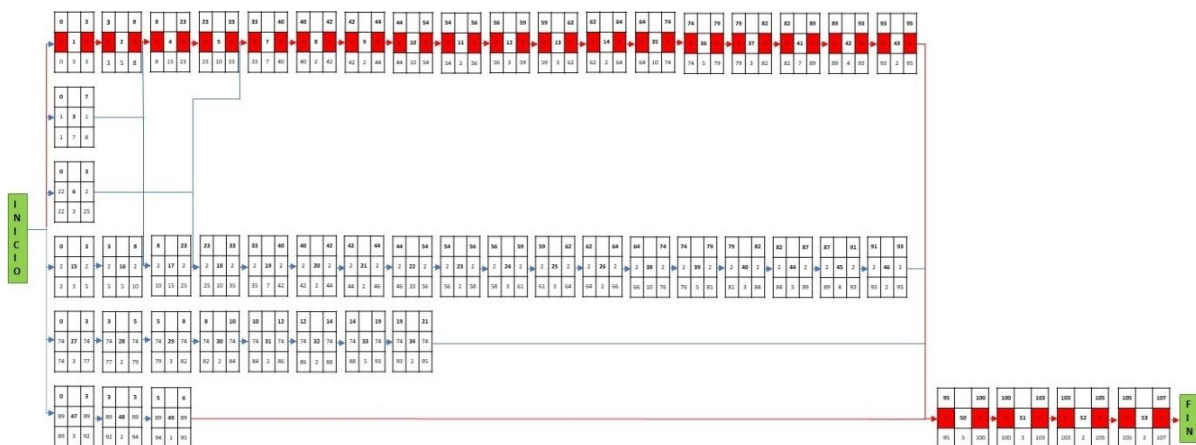 0 3 3 8 8 23 23 33 33 40 40 42 42 44 44 54 54 56 56 59 59 62 62 64 64 74 74 79 79 82 82 89 89 93 93 95
1 2 4 5 7 8 9 10 11 12 13 14 35 36 37 41 42 43
0 3 3 3 5 8 8 15 23 23 10 33 33 7 40 40 2 42 42 2 44 44 10 54 54 2 56 56 3 59 59 3 62 62 2 64 64 10 74 74 5 79 79 3 82 82 7 89 89 4 93 93 2 95
0 7
1 3 1
1 7 8
0 3
22 6 2
22 3 25
INICIO
0 3 3 8 8 23 23 33 33 40 40 42 42 44 44 54 54 56 56 59 59 62 62 64 64 74 74 79 79 82 82 87 87 91 91 93
2 15 2 2 16 2 2 17 2 2 18 2 2 19 2 2 20 2 2 21 2 2 22 2 2 23 2 2 24 2 2 25 2 2 26 2 2 38 2 2 39 2 2 40 2 2 44 2 2 45 2 2 46 2
2 3 5 5 5 10 10 15 25 25 10 35 35 7 42 42 2 44 44 2 46 46 10 56 56 2 58 58 3 61 61 3 64 64 2 66 66 10 76 76 5 81 81 3 84 84 5 89 89 4 93 93 2 95
0 3 3 5 5 8 8 10 10 12 12 14 14 19 19 21
74 27 74 74 28 74 74 29 74 74 30 74 74 31 74 74 32 74 74 33 74 74 34 74
74 3 77 77 2 79 79 3 82 82 2 84 84 2 86 86 2 88 88 5 93 93 2 95
0 3 3 5 5 6
89 47 89 89 48 89 89 49 89
89 3 92 92 2 94 94 1 95
95 100 100 103 103 105 105 107
50 51 52 53
95 5 100 100 3 103 103 2 105 105 2 107
FIN